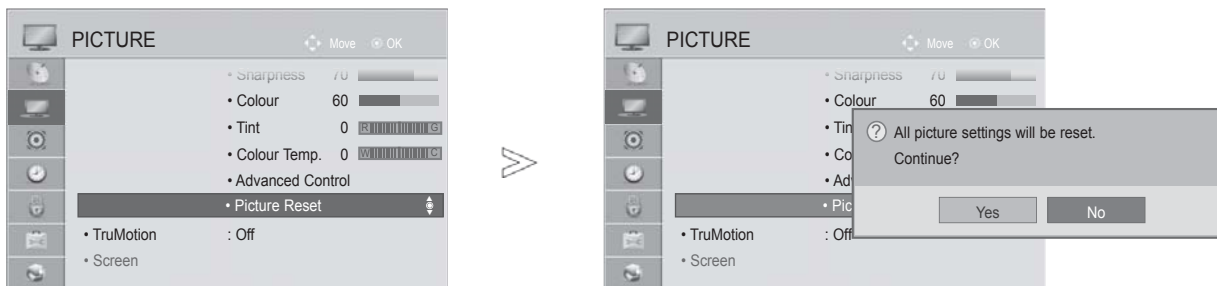 PICTURE
Move OK
• Sharpness 70
• Colour 60
• Tint 0 R G
• Colour Temp. 0 W C
• Advanced Control
• Picture Reset
• TruMotion : Off
• Screen
PICTURE
Move OK
• Sharpness 70
• Colour 60
• Tin
• Co
• Ad
• Pic
• TruMotion : Off
• Screen
? All picture settings will be reset.
Continue?
Yes No